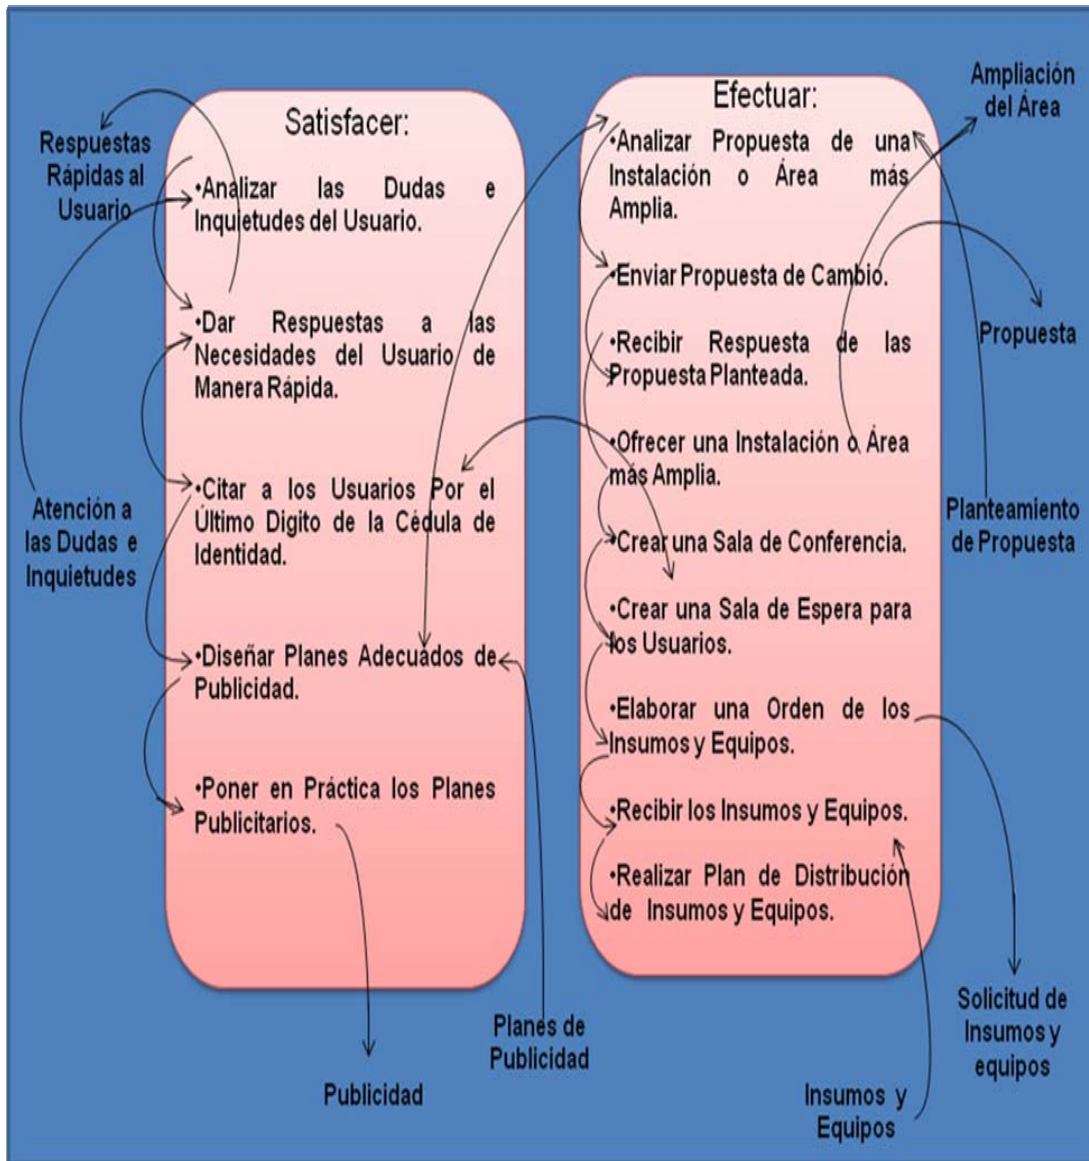 Respuestas
Rápidas al
Usuario
Satisfacer:
•Analizar las Dudas e
Inquietudes del Usuario.
•Dar Respuestas a las
Necesidades del Usuario de
Manera Rápida.
•Citar a los Usuarios Por el
Último Digito de la Cédula de
Identidad.
•Diseñar Planes Adecuados de
Publicidad.
•Poner en Práctica los Planes
Publicitarios.
Atención a
las Dudas e
Inquietudes
Efectuar:
•Analizar Propuesta de una
Instalación o Área más
Amplia.
•Enviar Propuesta de Cambio.
•Recibir Respuesta de las
Propuesta Planteada.
•Ofrecer una Instalación o Área
más Amplia.
•Crear una Sala de Conferencia.
•Crear una Sala de Espera para
los Usuarios.
•Elaborar una Orden de los
Insumos y Equipos.
•Recibir los Insumos y Equipos.
•Realizar Plan de Distribución
de Insumos y Equipos.
Ampliación
del Área
Propuesta
Planteamiento
de Propuesta
Solicitud de
Insumos y
equipos
Planes de
Publicidad
Publicidad
Insumos y
Equipos